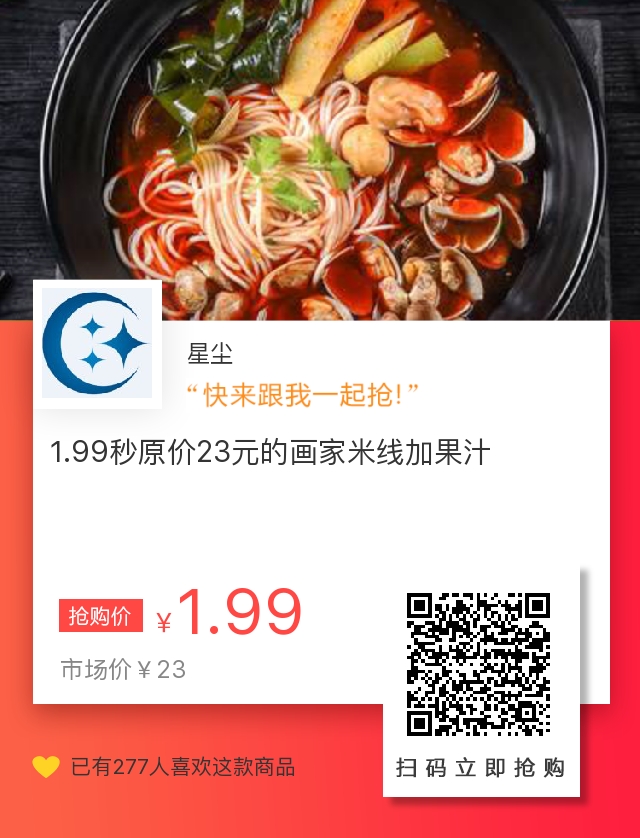 星尘
“快来跟我一起抢!”
1.99秒原价23元的画家米线加果汁
抢购价 ¥1.99
市场价¥23
已有277人喜欢这款商品
扫码立即抢购